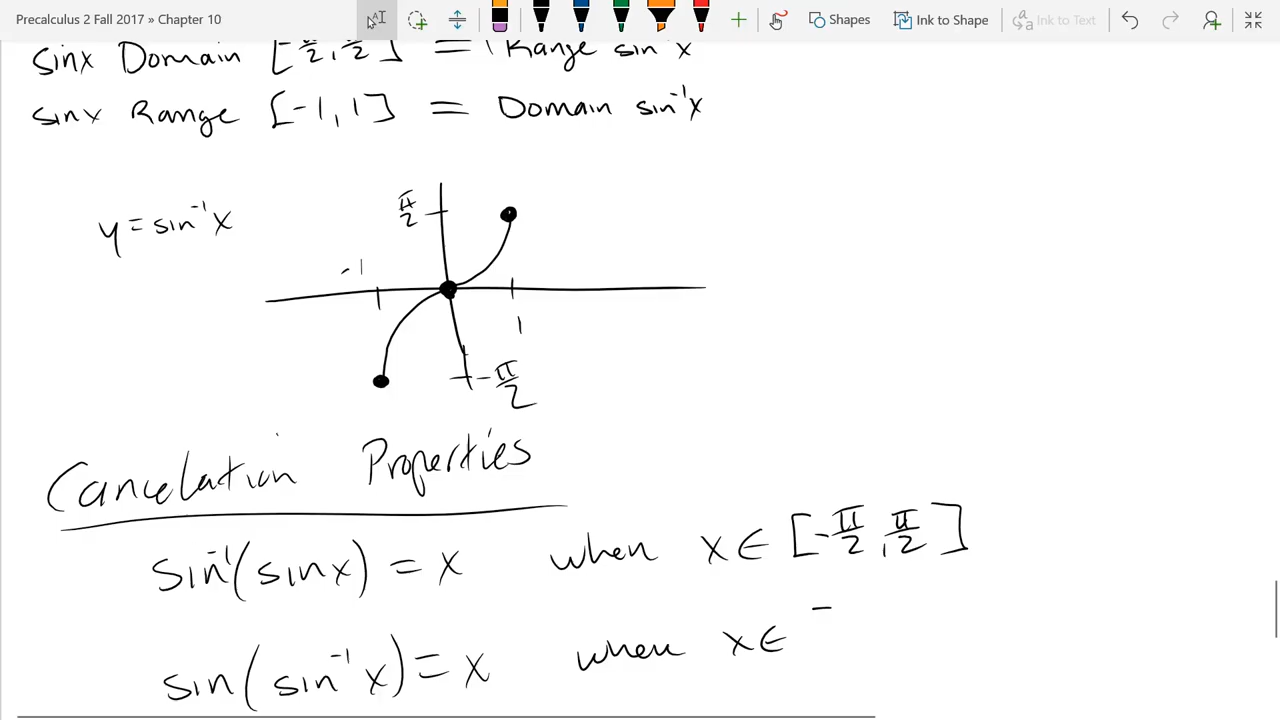 Precalculus 2 Fall 2017 » Chapter 10
Shapes
Ink to Shape
Ink to Text
sinx Domain [-π/2, π/2] = Range sin⁻¹x
sinx Range [-1, 1] = Domain sin⁻¹x
y = sin⁻¹x
π/2
-1
1
-π/2
Cancelation Properties
sin⁻¹(sinx) = x when x ∈ [-π/2, π/2]
sin(sin⁻¹x) = x when x ∈